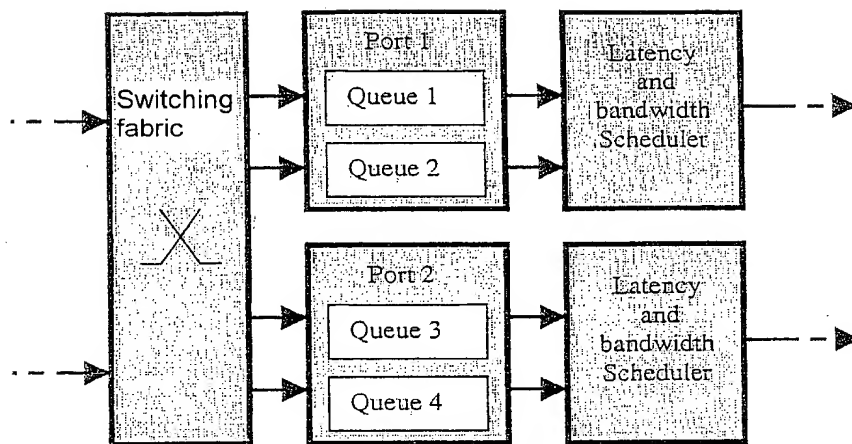 Switching
fabric
Port 1
Queue 1
Queue 2
Latency
and
bandwidth
Scheduler
Port 2
Queue 3
Queue 4
Latency
and
bandwidth
Scheduler